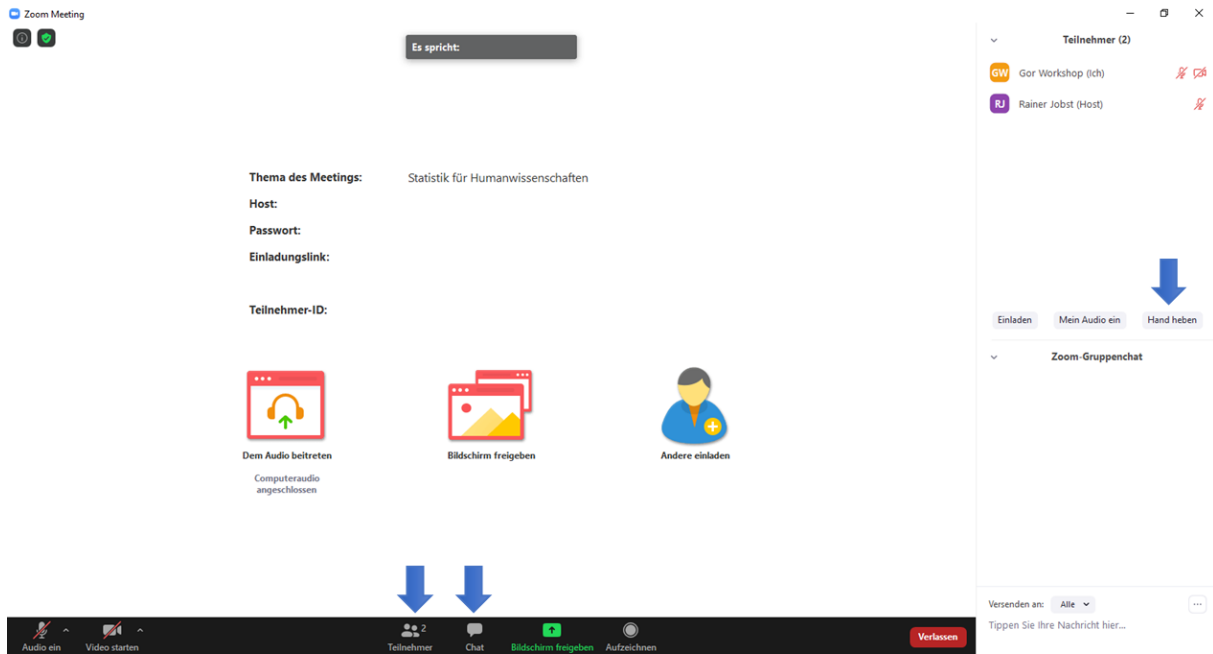 Zoom Meeting
Es spricht:
Thema des Meetings: Statistik für Humanwissenschaften
Host:
Passwort:
Einladungslink:
Teilnehmer-ID:
Dem Audio beitreten
Computeraudio
angeschlossen
Bildschirm freigeben
Andere einladen
Audio ein
Video starten
2
Teilnehmer
Chat
Bildschirm freigeben
Aufzeichnen
Verlassen
Teilnehmer (2)
GW Gor Workshop (Ich)
RJ Rainer Jobst (Host)
Einladen Mein Audio ein Hand heben
Zoom-Gruppenchat
Versenden an: Alle
Tippen Sie Ihre Nachricht hier...